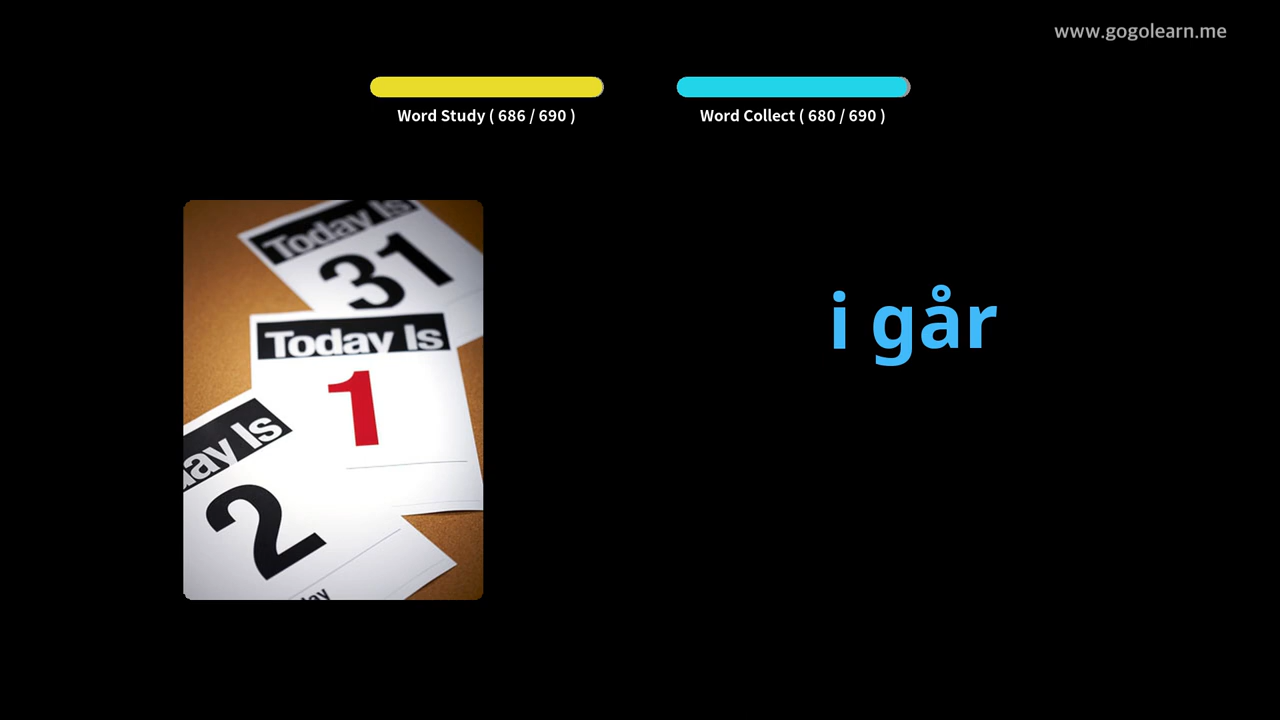 www.gogolearn.me
Word Study ( 686 / 690 )
Word Collect ( 680 / 690 )
Today Is
31
Today Is
1
ay Is
2
i går